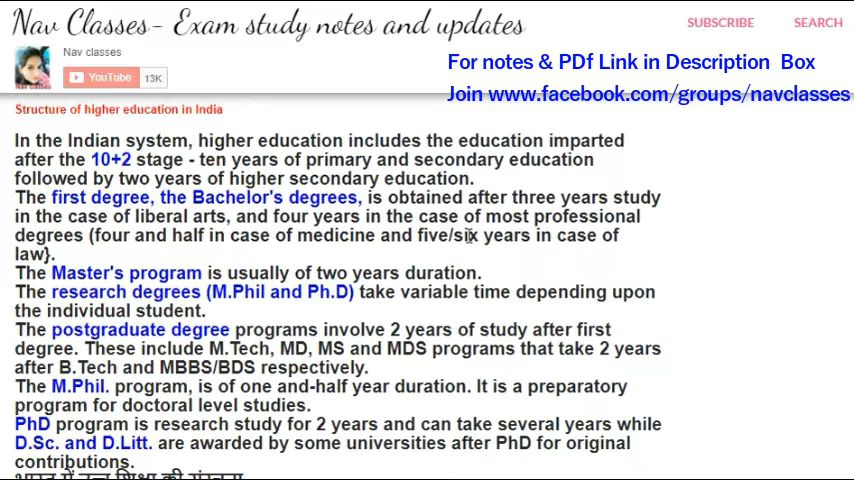 Nav Classes- Exam study notes and updates
SUBSCRIBE
SEARCH
Nav classes
YouTube 13K
Nav classes
For notes & PDf Link in Description Box
Join www.facebook.com/groups/navclasses
Structure of higher education in India
In the Indian system, higher education includes the education imparted
after the 10+2 stage - ten years of primary and secondary education
followed by two years of higher secondary education.
The first degree, the Bachelor's degrees, is obtained after three years study
in the case of liberal arts, and four years in the case of most professional
degrees (four and half in case of medicine and five/six years in case of
law}.
The Master's program is usually of two years duration.
The research degrees (M.Phil and Ph.D) take variable time depending upon
the individual student.
The postgraduate degree programs involve 2 years of study after first
degree. These include M.Tech, MD, MS and MDS programs that take 2 years
after B.Tech and MBBS/BDS respectively.
The M.Phil. program, is of one and-half year duration. It is a preparatory
program for doctoral level studies.
PhD program is research study for 2 years and can take several years while
D.Sc. and D.Litt. are awarded by some universities after PhD for original
contributions.
भारत में उच्च शिक्षा की संरचना